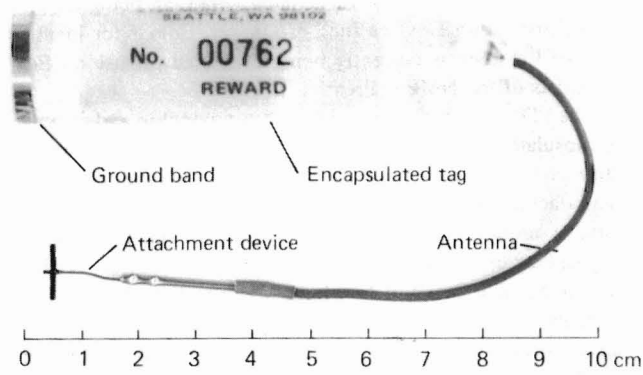 SEATTLE, WA 98102
No. 00762
REWARD
Ground band
Encapsulated tag
Attachment device
Antenna
0 1 2 3 4 5 6 7 8 9 10 cm